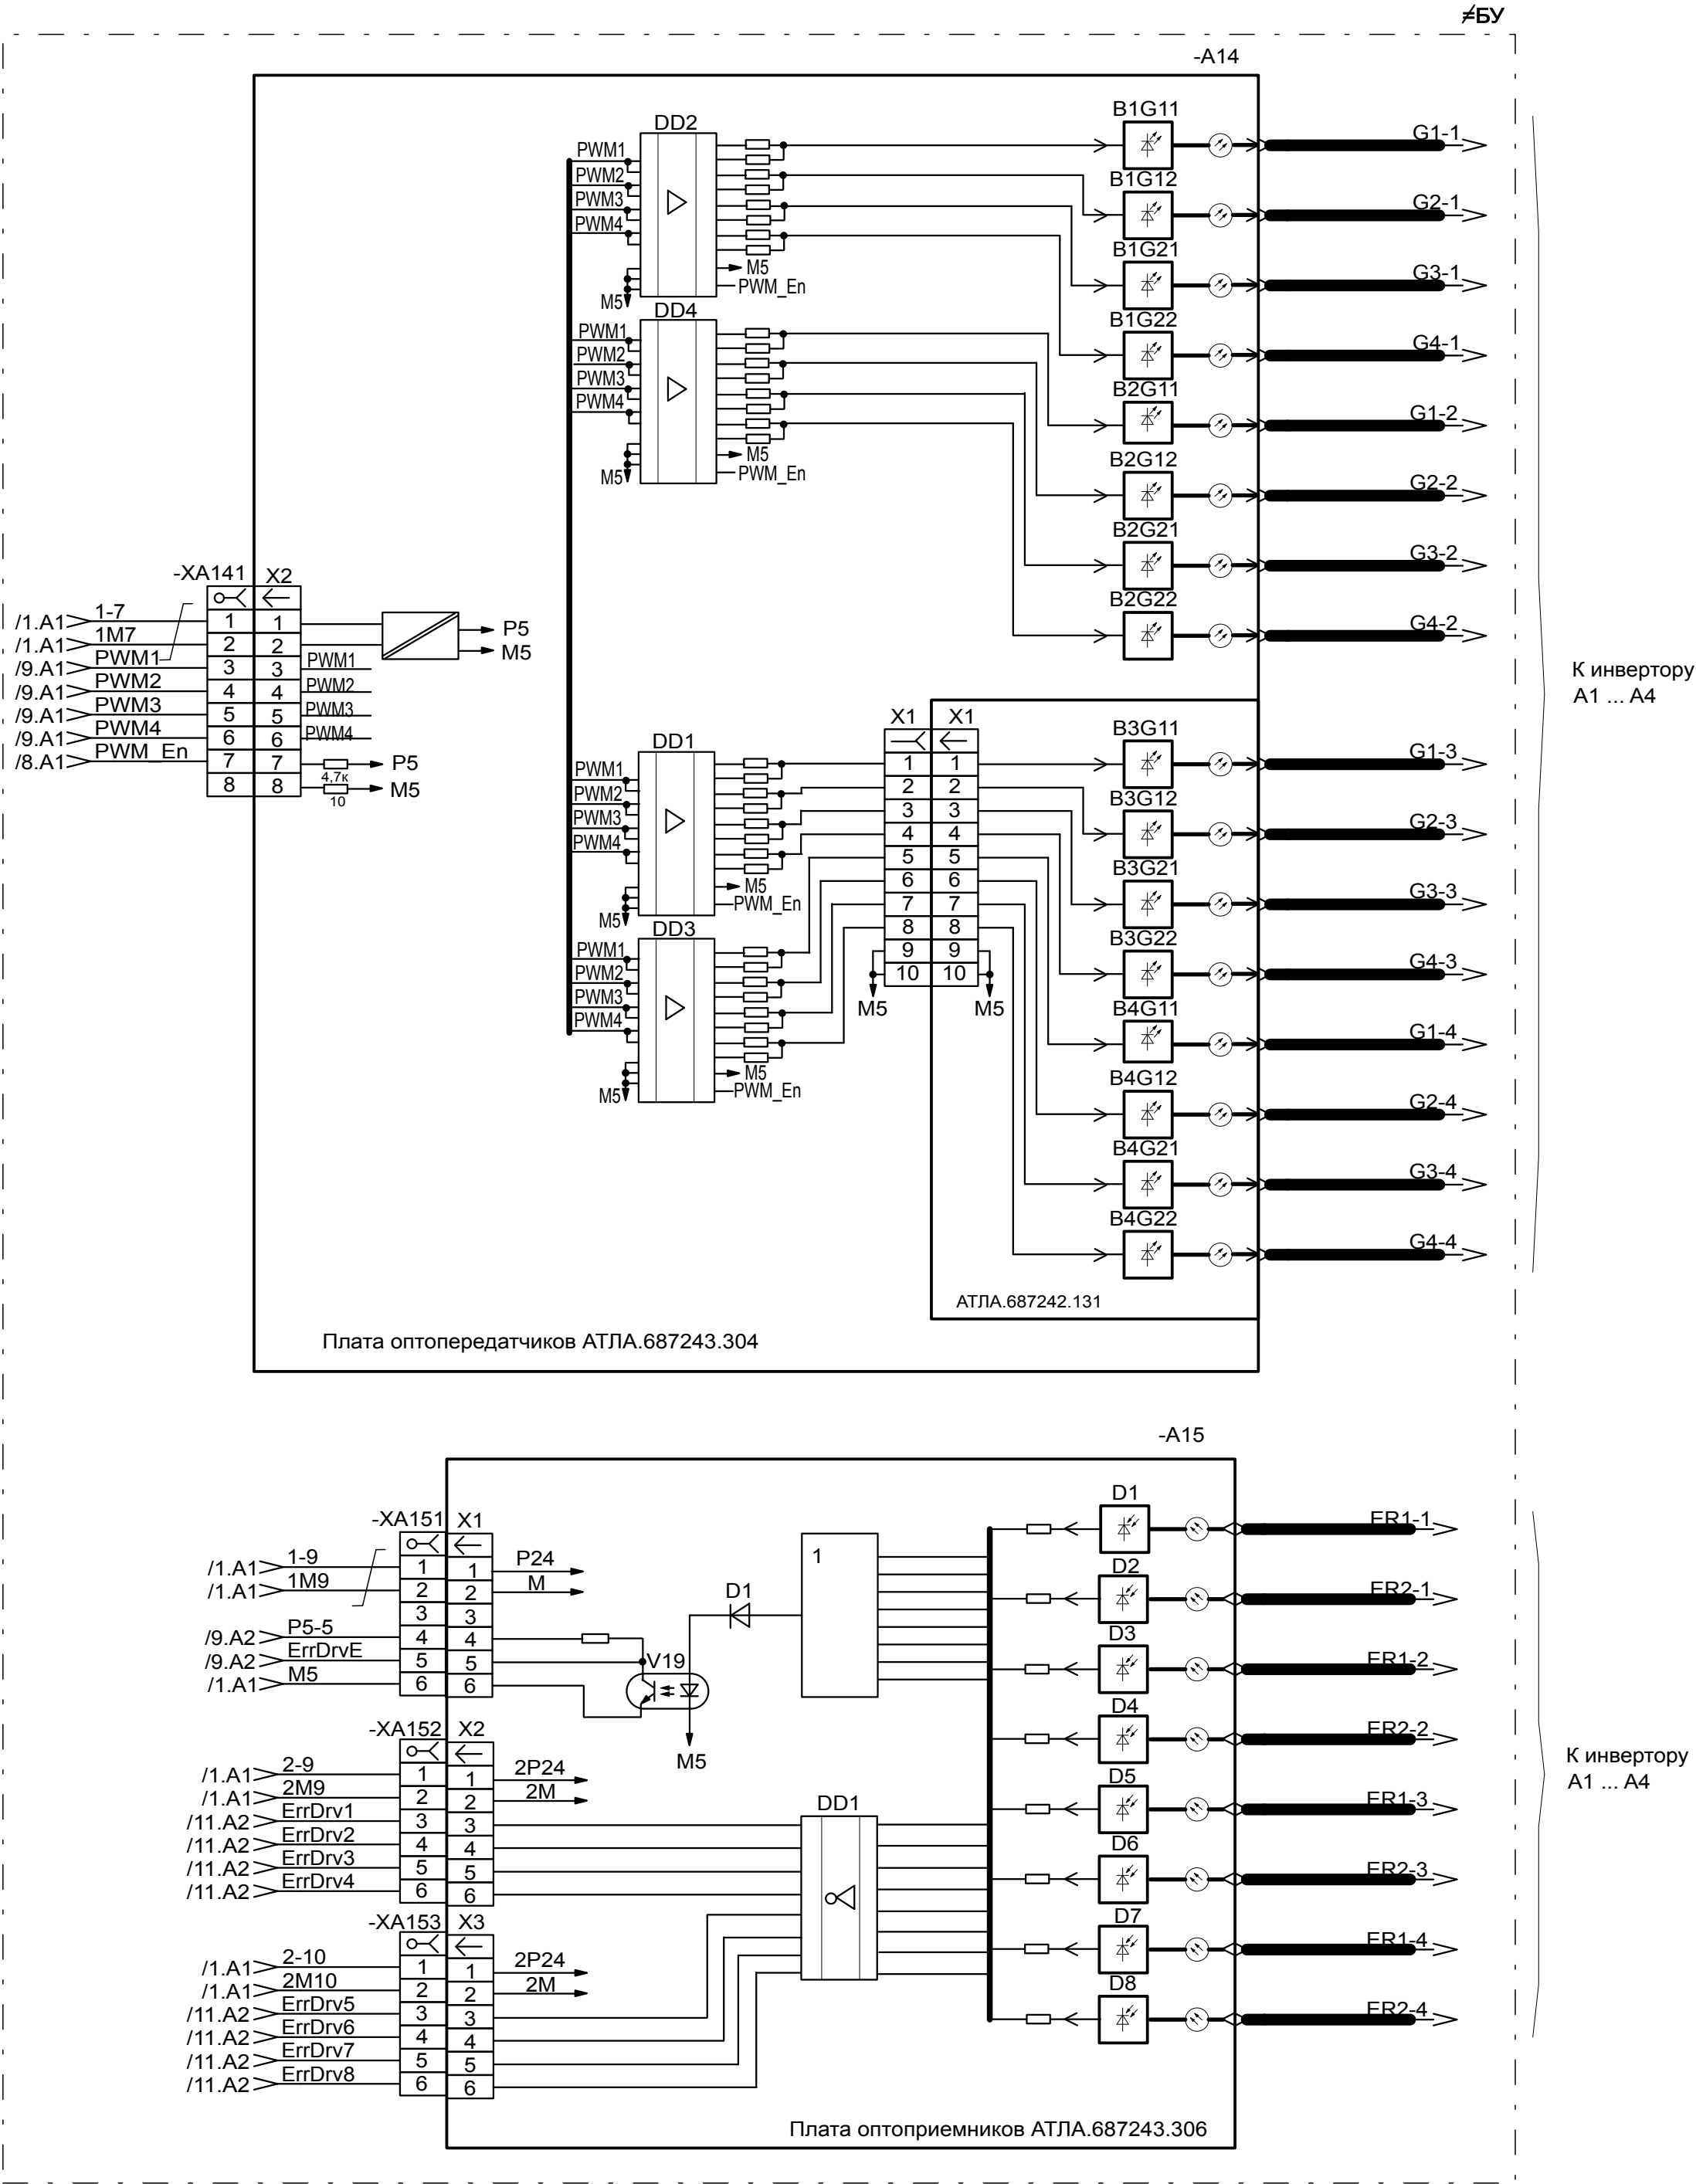 ≠БУ
-A14
DD2
PWM1
PWM2
PWM3
PWM4
M5
M5
PWM_En
DD4
PWM1
PWM2
PWM3
PWM4
M5
M5
PWM_En
B1G11
G1-1
B1G12
G2-1
B1G21
G3-1
B1G22
G4-1
B2G11
G1-2
B2G12
G2-2
B2G21
G3-2
B2G22
G4-2
К инвертору
A1 ... A4
-XA141
X2
/1.A1
1-7
1
1
/1.A1
1M7
2
2
/9.A1
PWM1
3
3
PWM1
/9.A1
PWM2
4
4
PWM2
/9.A1
PWM3
5
5
PWM3
/9.A1
PWM4
6
6
PWM4
/8.A1
PWM_En
7
7
8
8
P5
M5
P5
4,7к
M5
10
DD1
PWM1
PWM2
PWM3
PWM4
M5
M5
PWM_En
DD3
PWM1
PWM2
PWM3
PWM4
M5
M5
PWM_En
X1
X1
1
1
2
2
3
3
4
4
5
5
6
6
7
7
8
8
9
9
10
10
M5
M5
B3G11
G1-3
B3G12
G2-3
B3G21
G3-3
B3G22
G4-3
B4G11
G1-4
B4G12
G2-4
B4G21
G3-4
B4G22
G4-4
АТЛА.687242.131
Плата оптопередатчиков АТЛА.687243.304
-A15
-XA151
X1
/1.A1
1-9
1
1
P24
/1.A1
1M9
2
2
M
3
3
/9.A2
P5-5
4
4
/9.A2
ErrDrvE
5
5
/1.A1
M5
6
6
V19
D1
M5
1
-XA152
X2
/1.A1
2-9
1
1
2P24
/1.A1
2M9
2
2
2M
/11.A2
ErrDrv1
3
3
/11.A2
ErrDrv2
4
4
/11.A2
ErrDrv3
5
5
/11.A2
ErrDrv4
6
6
DD1
-XA153
X3
/1.A1
2-10
1
1
2P24
/1.A1
2M10
2
2
2M
/11.A2
ErrDrv5
3
3
/11.A2
ErrDrv6
4
4
/11.A2
ErrDrv7
5
5
/11.A2
ErrDrv8
6
6
D1
ER1-1
D2
ER2-1
D3
ER1-2
D4
ER2-2
D5
ER1-3
D6
ER2-3
D7
ER1-4
D8
ER2-4
К инвертору
A1 ... A4
Плата оптоприемников АТЛА.687243.306